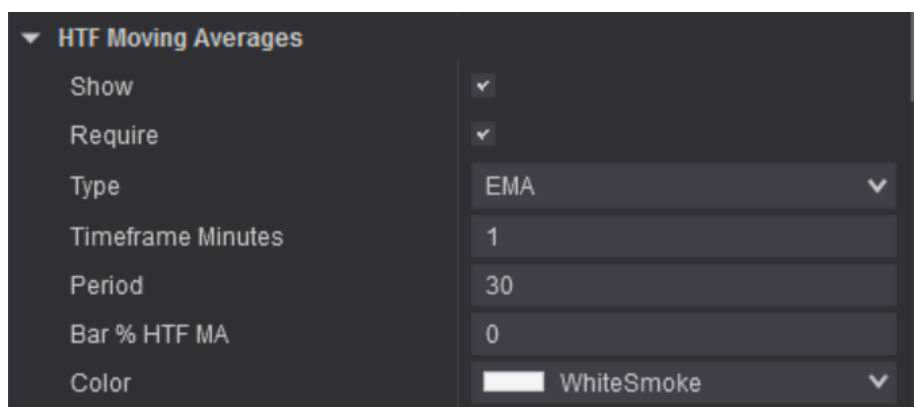 HTF Moving Averages
Show
Require
Type EMA
Timeframe Minutes 1
Period 30
Bar % HTF MA 0
Color WhiteSmoke